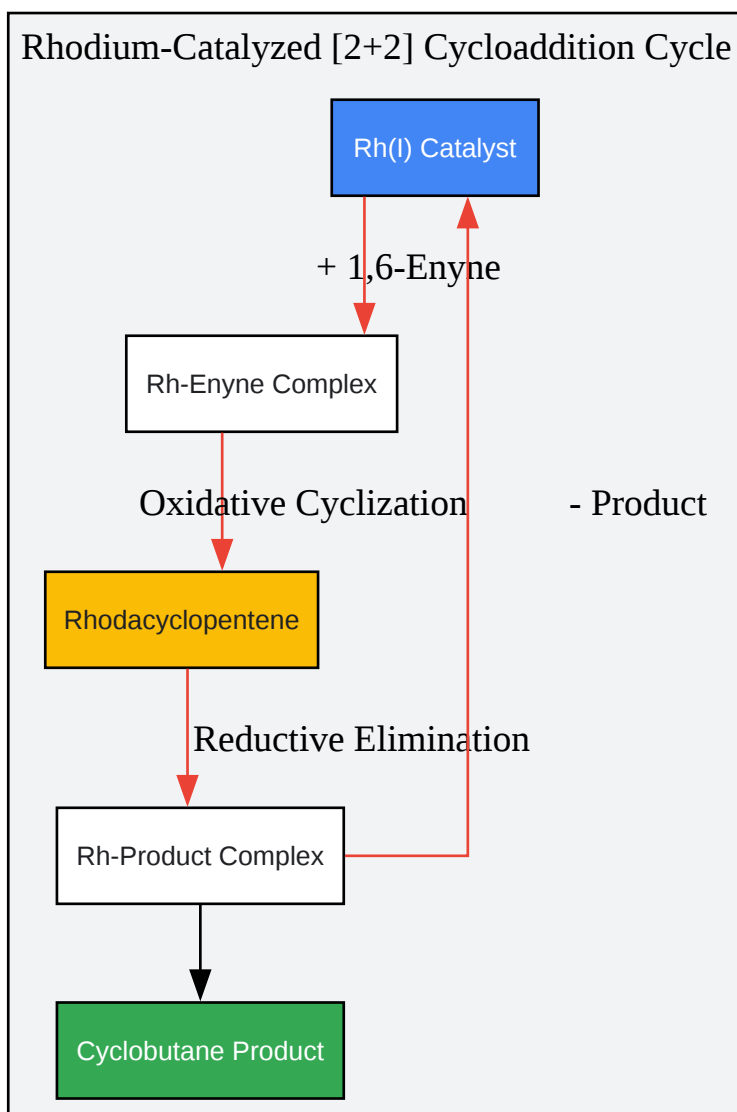 Rhodium-Catalyzed [2+2] Cycloaddition Cycle
Rh(I) Catalyst
+ 1,6-Enyne
Rh-Enyne Complex
Oxidative Cyclization
- Product
Rhodacyclopentene
Reductive Elimination
Rh-Product Complex
Cyclobutane Product